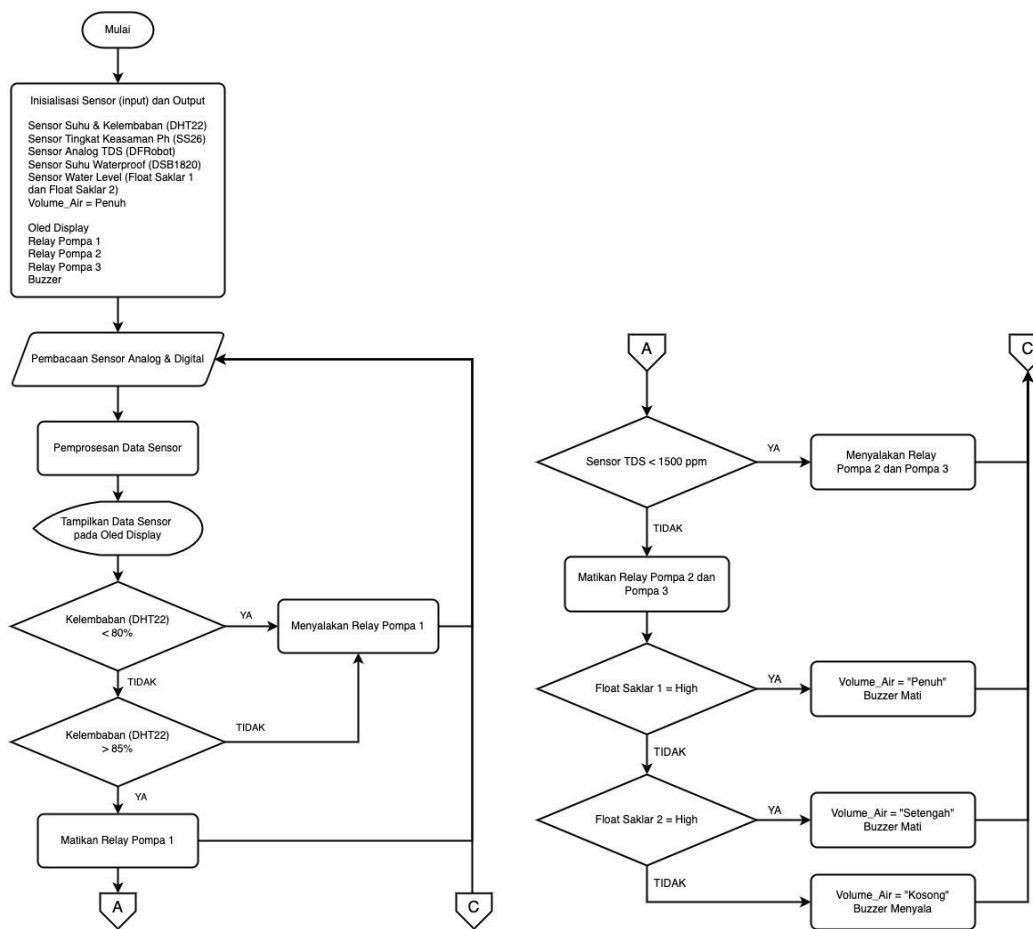 Mulai
Inisialisasi Sensor (input) dan Output
Sensor Suhu & Kelembaban (DHT22)
Sensor Tingkat Keasaman Ph (SS26)
Sensor Analog TDS (DFRobot)
Sensor Suhu Waterproof (DSB1820)
Sensor Water Level (Float Saklar 1
dan Float Saklar 2)
Volume_Air = Penuh
Oled Display
Relay Pompa 1
Relay Pompa 2
Relay Pompa 3
Buzzer
Pembacaan Sensor Analog & Digital
Pemprosesan Data Sensor
Tampilkan Data Sensor
pada Oled Display
Kelembaban (DHT22)
< 80%
YA
Menyalakan Relay Pompa 1
TIDAK
Kelembaban (DHT22)
> 85%
TIDAK
YA
Matikan Relay Pompa 1
A
C
A
C
Sensor TDS < 1500 ppm
YA
Menyalakan Relay
Pompa 2 dan Pompa 3
TIDAK
Matikan Relay Pompa 2 dan
Pompa 3
Float Saklar 1 = High
YA
Volume_Air = "Penuh"
Buzzer Mati
TIDAK
Float Saklar 2 = High
YA
Volume_Air = "Setengah"
Buzzer Mati
TIDAK
Volume_Air = "Kosong"
Buzzer Menyala